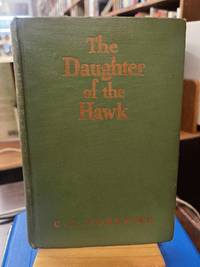 The
Daughter
of the
Hawk